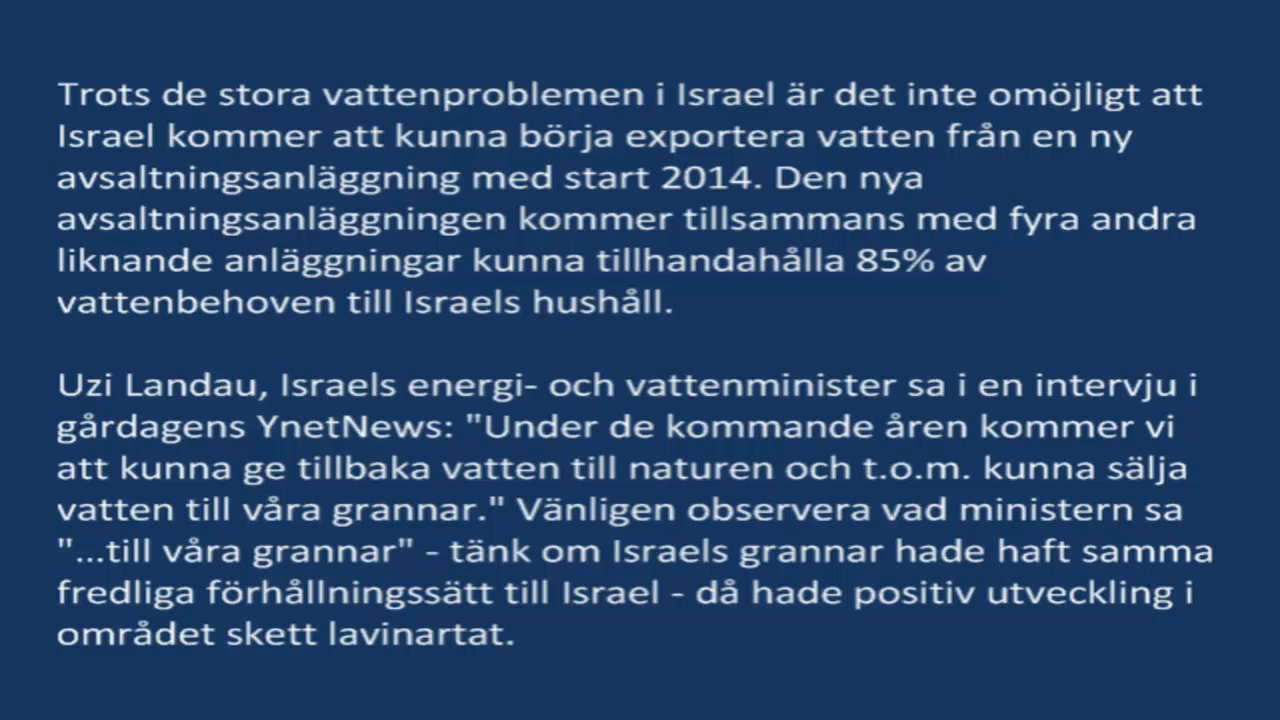 Trots de stora vattenproblemen i Israel är det inte omöjligt att
Israel kommer att kunna börja exportera vatten från en ny
avsaltningsanläggning med start 2014. Den nya
avsaltningsanläggningen kommer tillsammans med fyra andra
liknande anläggningar kunna tillhandahålla 85% av
vattenbehoven till Israels hushåll.
Uzi Landau, Israels energi- och vattenminister sa i en intervju i
gårdagens YnetNews: "Under de kommande åren kommer vi
att kunna ge tillbaka vatten till naturen och t.o.m. kunna sälja
vatten till våra grannar." Vänligen observera vad ministern sa
"...till våra grannar" - tänk om Israels grannar hade haft samma
fredliga förhållningssätt till Israel - då hade positiv utveckling i
området skett lavinartat.